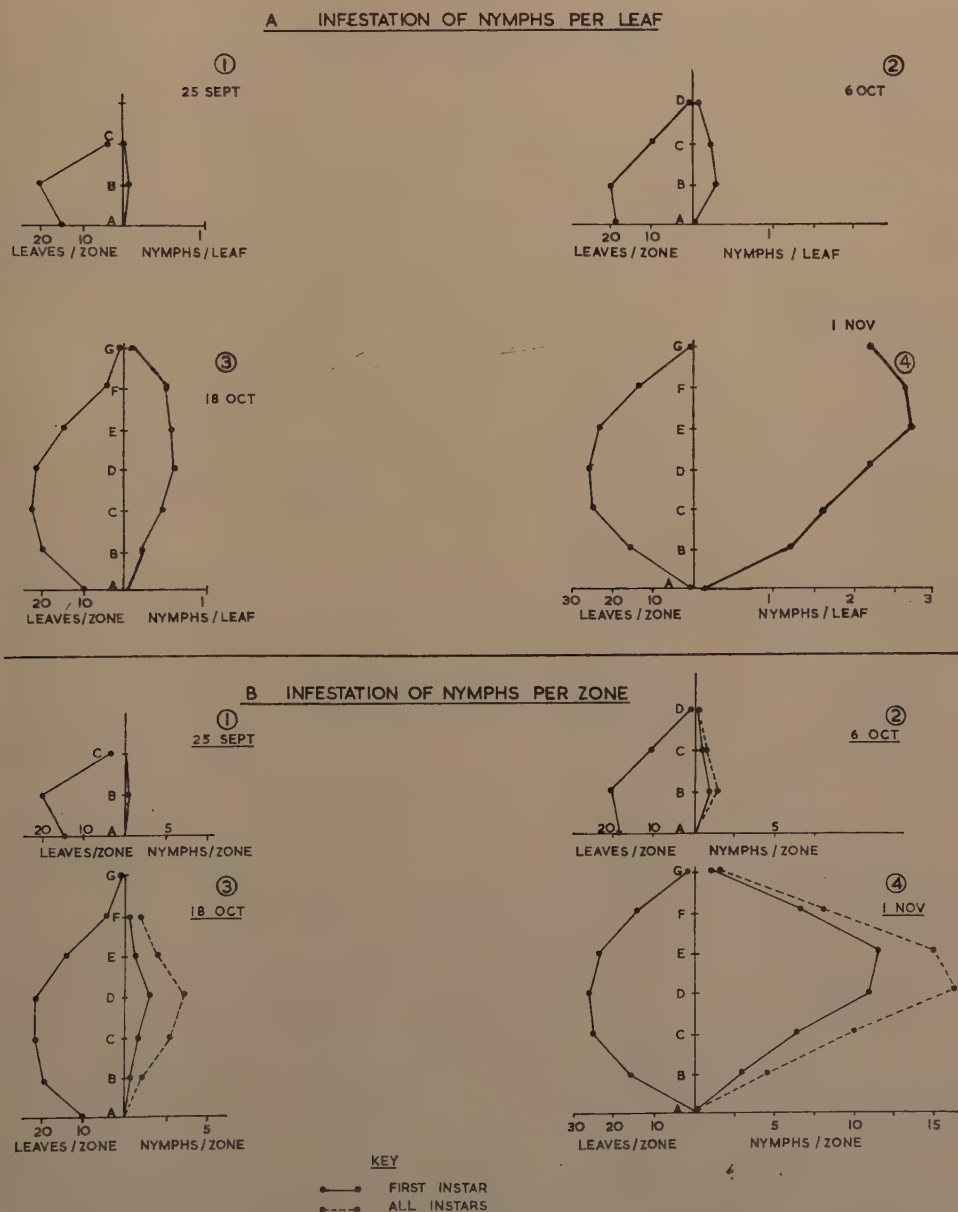 A INFESTATION OF NYMPHS PER LEAF
①
25 SEPT
C
B
A
20 10 1
LEAVES / ZONE NYMPHS/LEAF
②
6 OCT
D
C
B
A
20 10 1
LEAVES / ZONE NYMPHS / LEAF
③
18 OCT
G
F
E
D
C
B
A
20 10 1
LEAVES/ZONE NYMPHS/LEAF
1 NOV
④
G
F
E
D
C
B
A
30 20 10 1 2 3
LEAVES / ZONE NYMPHS / LEAF
B INFESTATION OF NYMPHS PER ZONE
①
25 SEPT
C
B
A
20 10 5
LEAVES/ZONE NYMPHS/ZONE
②
6 OCT
D
C
B
A
20 10 5
LEAVES / ZONE NYMPHS / ZONE
③
18 OCT
G
F
E
D
C
B
A
20 10 5
LEAVES / ZONE NYMPHS/ZONE
④
1 NOV
G
F
E
D
C
B
A
30 20 10 5 10 15
LEAVES / ZONE NYMPHS / ZONE
KEY
FIRST INSTAR
ALL INSTARS